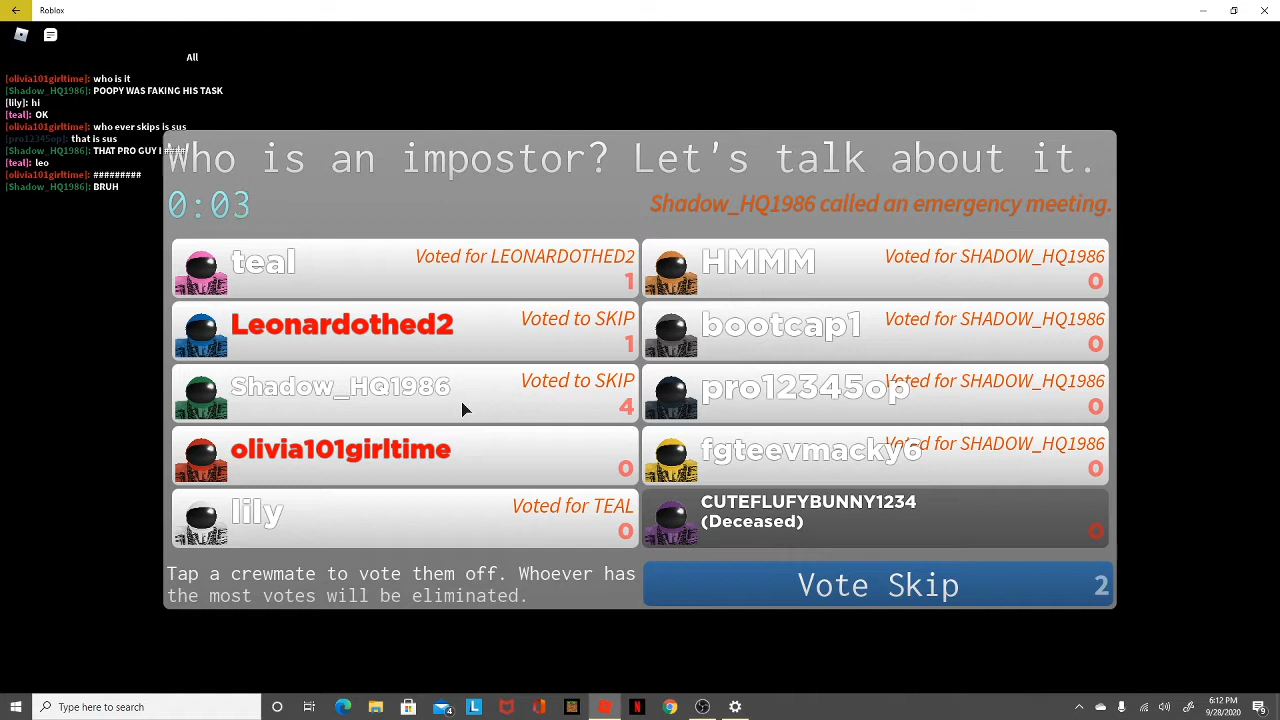 Roblox
All
[olivia101girltime]: who is it
[Shadow_HQ1986]: POOPY WAS FAKING HIS TASK
[lily]: hi
[teal]: OK
[olivia101girltime]: who ever skips is sus
[pro12345op]: that is sus
[Shadow_HQ1986]: THAT PRO GUY I ####
[teal]: leo
[olivia101girltime]: #########
[Shadow_HQ1986]: BRUH
Who is an impostor? Let's talk about it.
0:03
Shadow_HQ1986 called an emergency meeting.
teal
Voted for LEONARDOTHED2
1
HMMM
Voted for SHADOW_HQ1986
0
Leonardothed2
Voted to SKIP
1
bootcap1
Voted for SHADOW_HQ1986
0
Shadow_HQ1986
Voted to SKIP
4
pro12345op
Voted for SHADOW_HQ1986
0
olivia101girltime
0
fgteevmacky6
Voted for SHADOW_HQ1986
0
lily
Voted for TEAL
0
CUTEFLUFYBUNNY1234
(Deceased)
0
Tap a crewmate to vote them off. Whoever has
the most votes will be eliminated.
Vote Skip
2
Type here to search
4
6:12 PM
9/28/2020
9